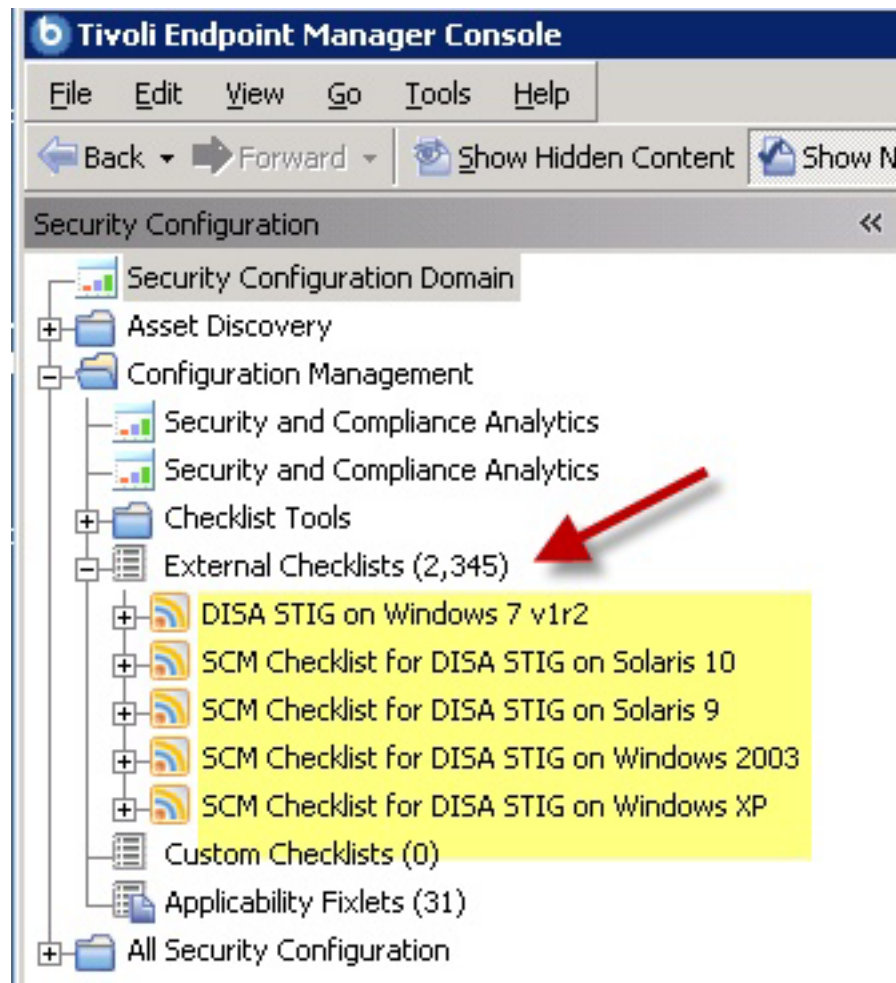 Tivoli Endpoint Manager Console
File Edit View Go Tools Help
Back Forward Show Hidden Content Show N
Security Configuration
Security Configuration Domain
Asset Discovery
Configuration Management
Security and Compliance Analytics
Security and Compliance Analytics
Checklist Tools
External Checklists (2,345)
DISA STIG on Windows 7 v1r2
SCM Checklist for DISA STIG on Solaris 10
SCM Checklist for DISA STIG on Solaris 9
SCM Checklist for DISA STIG on Windows 2003
SCM Checklist for DISA STIG on Windows XP
Custom Checklists (0)
Applicability Fixlets (31)
All Security Configuration